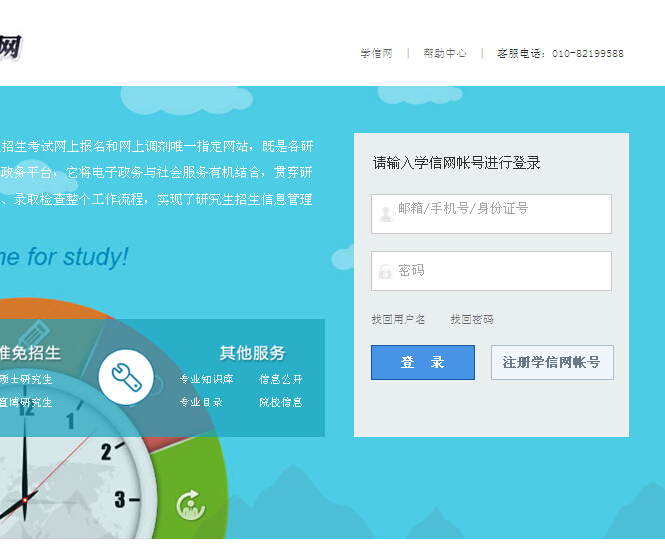 网
学信网 | 帮助中心 | 客服电话：010-82199588
招生考试网上报名和网上调剂唯一指定网站，既是各研
政务平台，它将电子政务与社会服务有机结合，贯穿研
、录取检查整个工作流程，实现了研究生招生信息管理
me for study!
请输入学信网帐号进行登录
邮箱/手机号/身份证号
密码
找回用户名 找回密码
登 录 注册学信网帐号
推免招生
硕士研究生
直博研究生
其他服务
专业知识库 信息公开
专业目录 院校信息
12
1
2
3